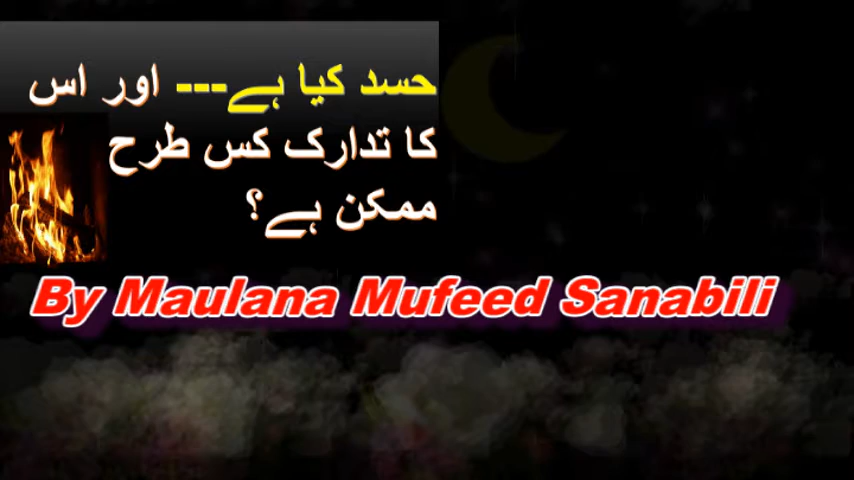 حسد کیا ہے--- اور اس
کا تدارک کس طرح
ممکن ہے؟
By Maulana Mufeed Sanabili